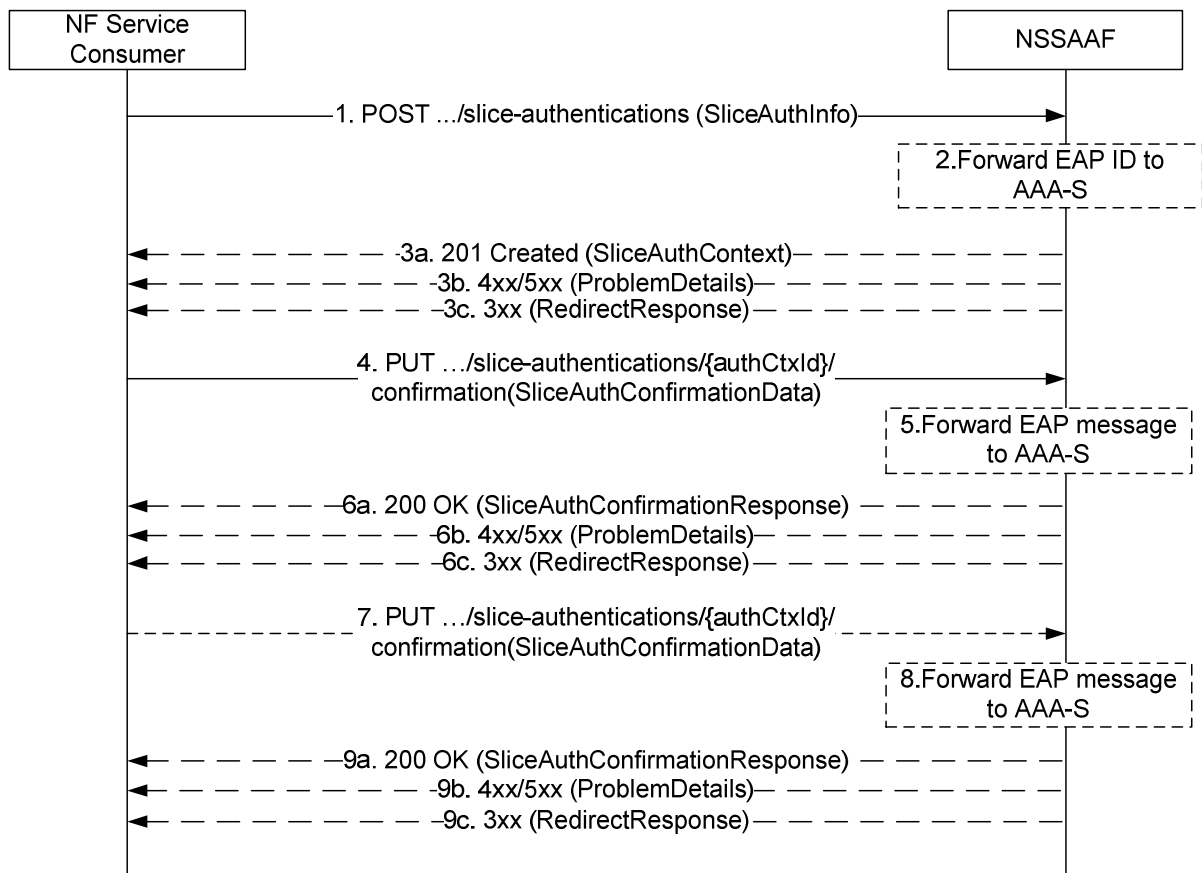 NF Service
Consumer
NSSAAF
1. POST .../slice-authentications (SliceAuthInfo)
2.Forward EAP ID to
AAA-S
3a. 201 Created (SliceAuthContext)
3b. 4xx/5xx (ProblemDetails)
3c. 3xx (RedirectResponse)
4. PUT .../slice-authentications/{authCtxId}/
confirmation(SliceAuthConfirmationData)
5.Forward EAP message
to AAA-S
6a. 200 OK (SliceAuthConfirmationResponse)
6b. 4xx/5xx (ProblemDetails)
6c. 3xx (RedirectResponse)
7. PUT .../slice-authentications/{authCtxId}/
confirmation(SliceAuthConfirmationData)
8.Forward EAP message
to AAA-S
9a. 200 OK (SliceAuthConfirmationResponse)
9b. 4xx/5xx (ProblemDetails)
9c. 3xx (RedirectResponse)